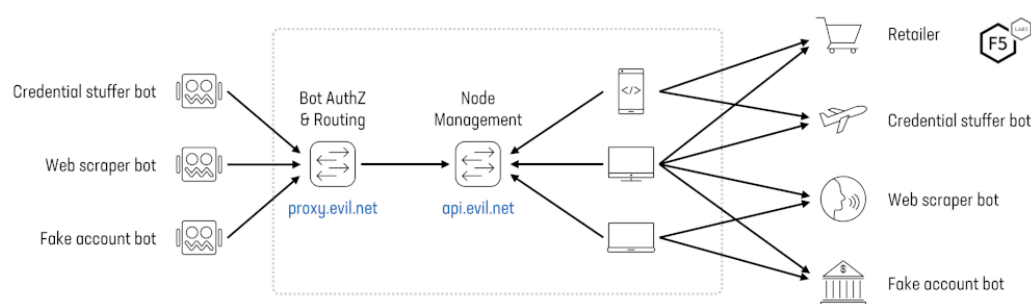 Credential stuffer bot
Web scraper bot
Fake account bot
Bot AuthZ
& Routing
proxy.evil.net
Node
Management
api.evil.net
</>
Retailer
F5
LABS
Credential stuffer bot
Web scraper bot
$
Fake account bot